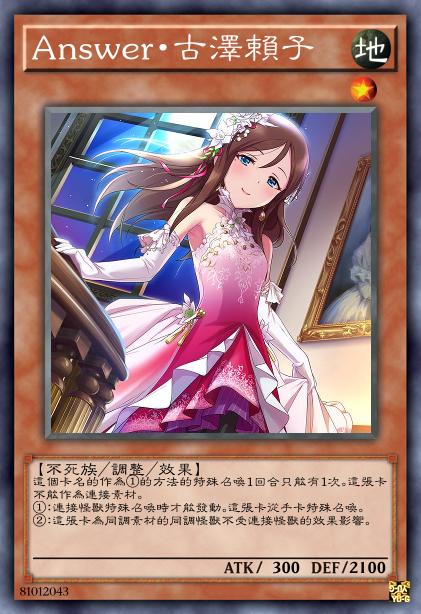 Answer·古澤賴子
地
【不死族/調整/效果】
這個卡名的作為①的方法的特殊召喚1回合只能有1次。這張卡
不能作為連接素材。
①:連接怪獸特殊召喚時才能發動。這張卡從手卡特殊召喚。
②:這張卡為同調素材的同調怪獸不受連接怪獸的效果影響。
ATK/ 300 DEF/2100
81012043